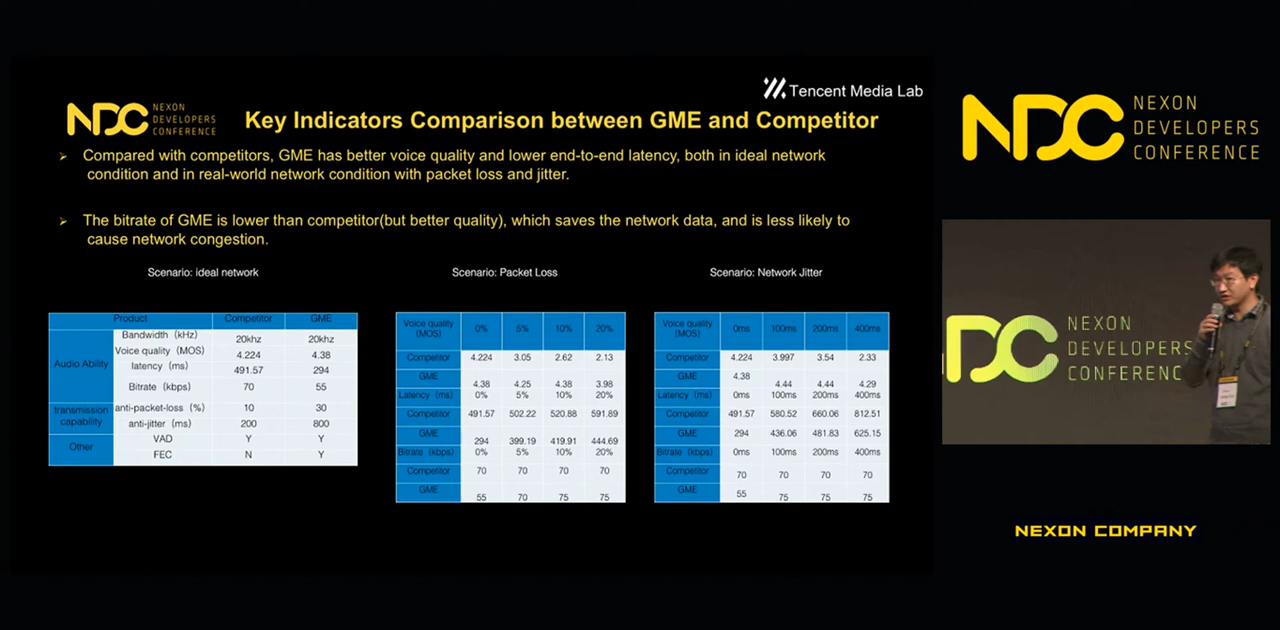 Tencent Media Lab
NDC NEXON
DEVELOPERS
CONFERENCE
Key Indicators Comparison between GME and Competitor
➢ Compared with competitors, GME has better voice quality and lower end-to-end latency, both in ideal network
condition and in real-world network condition with packet loss and jitter.
➢ The bitrate of GME is lower than competitor(but better quality), which saves the network data, and is less likely to
cause network congestion.
Scenario: ideal network
Product Competitor GME
Audio Ability
Bandwidth (kHz) 20khz 20khz
Voice quality (MOS) 4.224 4.38
latency (ms) 491.57 294
Bitrate (kbps) 70 55
transmission
capability
anti-packet-loss (%) 10 30
anti-jitter (ms) 200 800
Other
VAD Y Y
FEC N Y
Scenario: Packet Loss
Voice quality
(MOS) 0% 5% 10% 20%
Competitor 4.224 3.05 2.62 2.13
GME 4.38 4.25 4.38 3.98
Latency (ms) 0% 5% 10% 20%
Competitor 491.57 502.22 520.88 591.89
GME 294 399.19 419.91 444.69
Bitrate (kbps) 0% 5% 10% 20%
Competitor 70 70 70 70
GME 55 70 75 75
Scenario: Network Jitter
Voice quality
(MOS) 0ms 100ms 200ms 400ms
Competitor 4.224 3.997 3.54 2.33
GME 4.38 4.44 4.44 4.29
Latency (ms) 0ms 100ms 200ms 400ms
Competitor 491.57 580.52 660.06 812.51
GME 294 436.06 481.83 625.15
Bitrate (kbps) 0ms 100ms 200ms 400ms
Competitor 70 70 70 70
GME 55 75 75 75
NDC NEXON
DEVELOPERS
CONFERENCE
DC NEXON
DEVELOPERS
CONFERENC
NEXON COMPANY